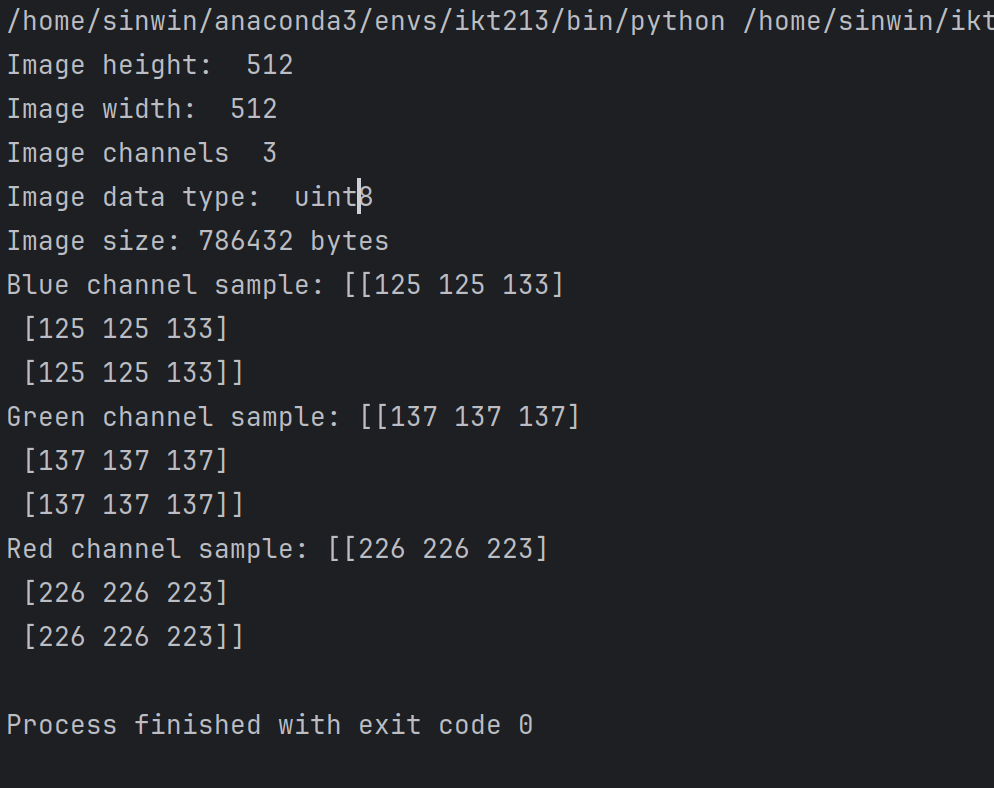 /home/sinwin/anaconda3/envs/ikt213/bin/python /home/sinwin/ikt
Image height:  512
Image width:  512
Image channels  3
Image data type:  uint8
Image size: 786432 bytes
Blue channel sample: [[125 125 133]
 [125 125 133]
 [125 125 133]]
Green channel sample: [[137 137 137]
 [137 137 137]
 [137 137 137]]
Red channel sample: [[226 226 223]
 [226 226 223]
 [226 226 223]]
Process finished with exit code 0